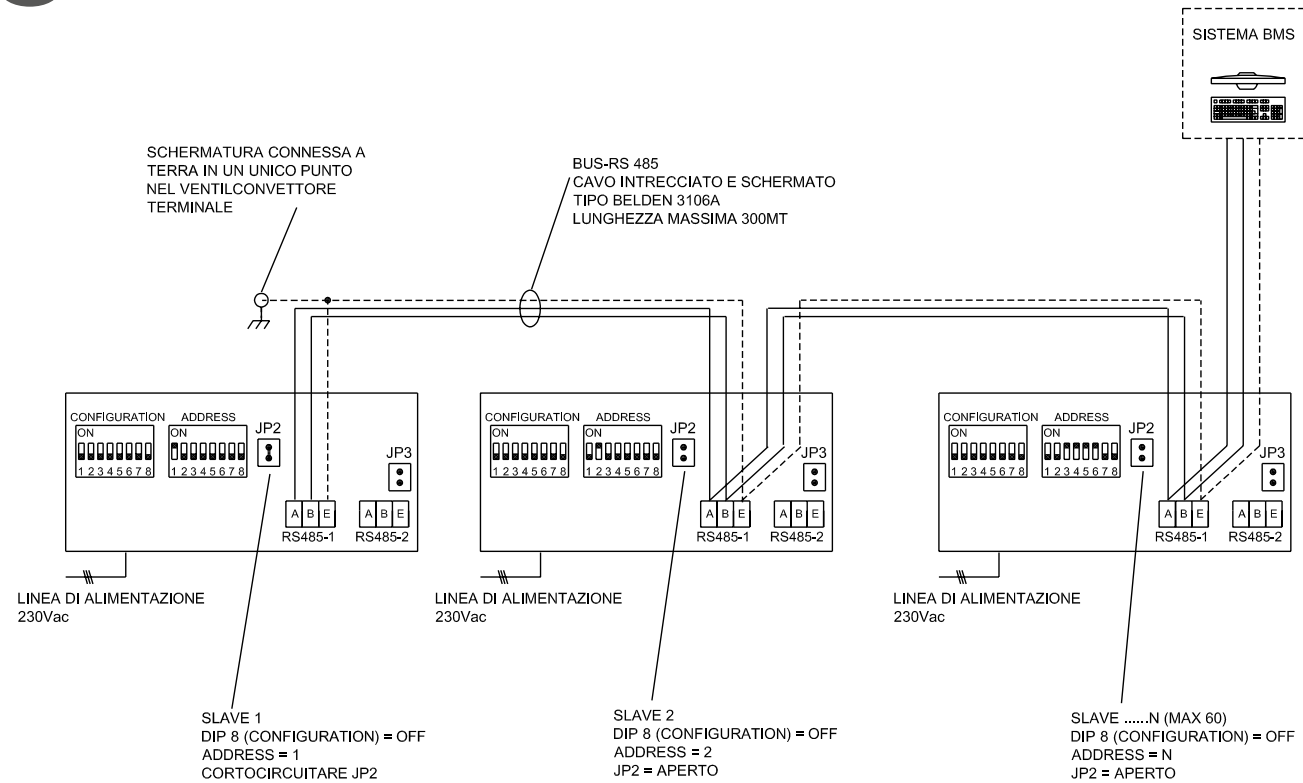 SISTEMA BMS
SCHERMATURA CONNESSA A
TERRA IN UN UNICO PUNTO
NEL VENTILCONVETTORE
TERMINALE
BUS-RS 485
CAVO INTRECCIATO E SCHERMATO
TIPO BELDEN 3106A
LUNGHEZZA MASSIMA 300MT
CONFIGURATION ADDRESS
ON ON
JP2
JP3
1 2 3 4 5 6 7 8 1 2 3 4 5 6 7 8
A B E A B E
RS485-1 RS485-2
LINEA DI ALIMENTAZIONE
230Vac
SLAVE 1
DIP 8 (CONFIGURATION) = OFF
ADDRESS = 1
CORTOCIRCUITARE JP2
CONFIGURATION ADDRESS
ON ON
JP2
JP3
1 2 3 4 5 6 7 8 1 2 3 4 5 6 7 8
A B E A B E
RS485-1 RS485-2
LINEA DI ALIMENTAZIONE
230Vac
SLAVE 2
DIP 8 (CONFIGURATION) = OFF
ADDRESS = 2
JP2 = APERTO
CONFIGURATION ADDRESS
ON ON
JP2
JP3
1 2 3 4 5 6 7 8 1 2 3 4 5 6 7 8
A B E A B E
RS485-1 RS485-2
LINEA DI ALIMENTAZIONE
230Vac
SLAVE ......N (MAX 60)
DIP 8 (CONFIGURATION) = OFF
ADDRESS = N
JP2 = APERTO